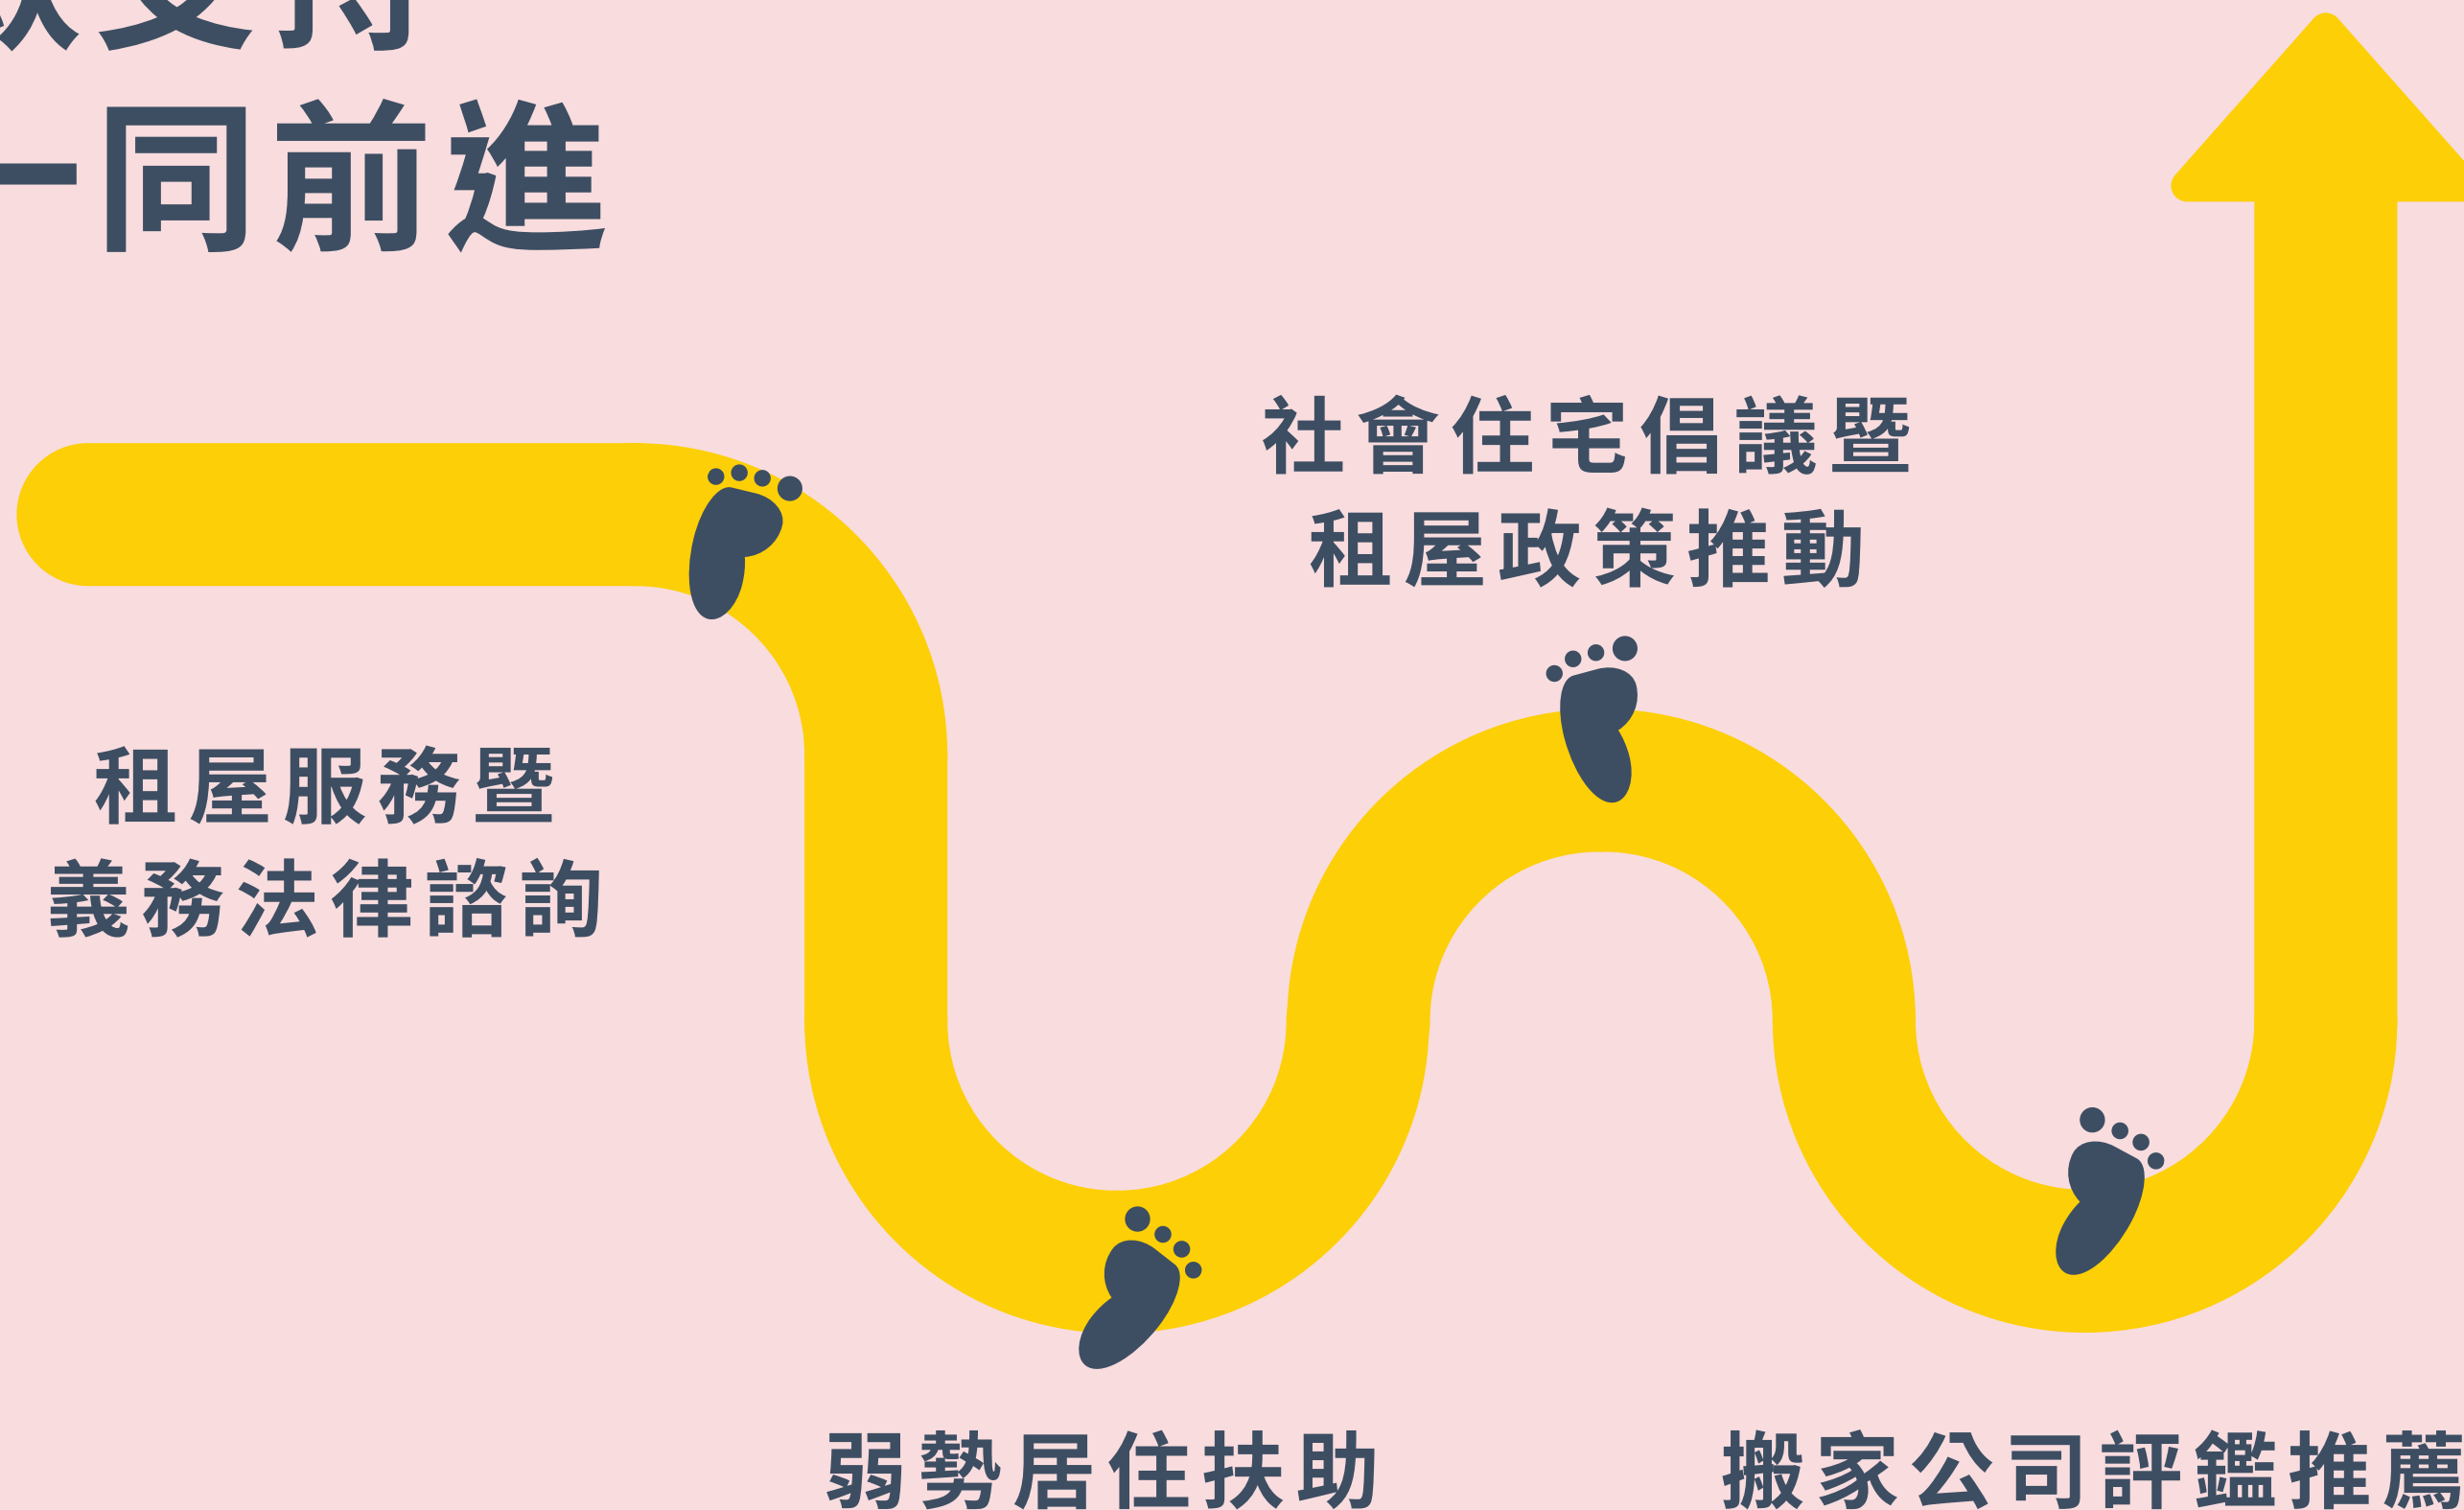 一同前進
社會住宅倡議暨
租屋政策推動
租屋服務暨
義務法律諮詢
弱勢居住扶助
換家公司評鑑推薦